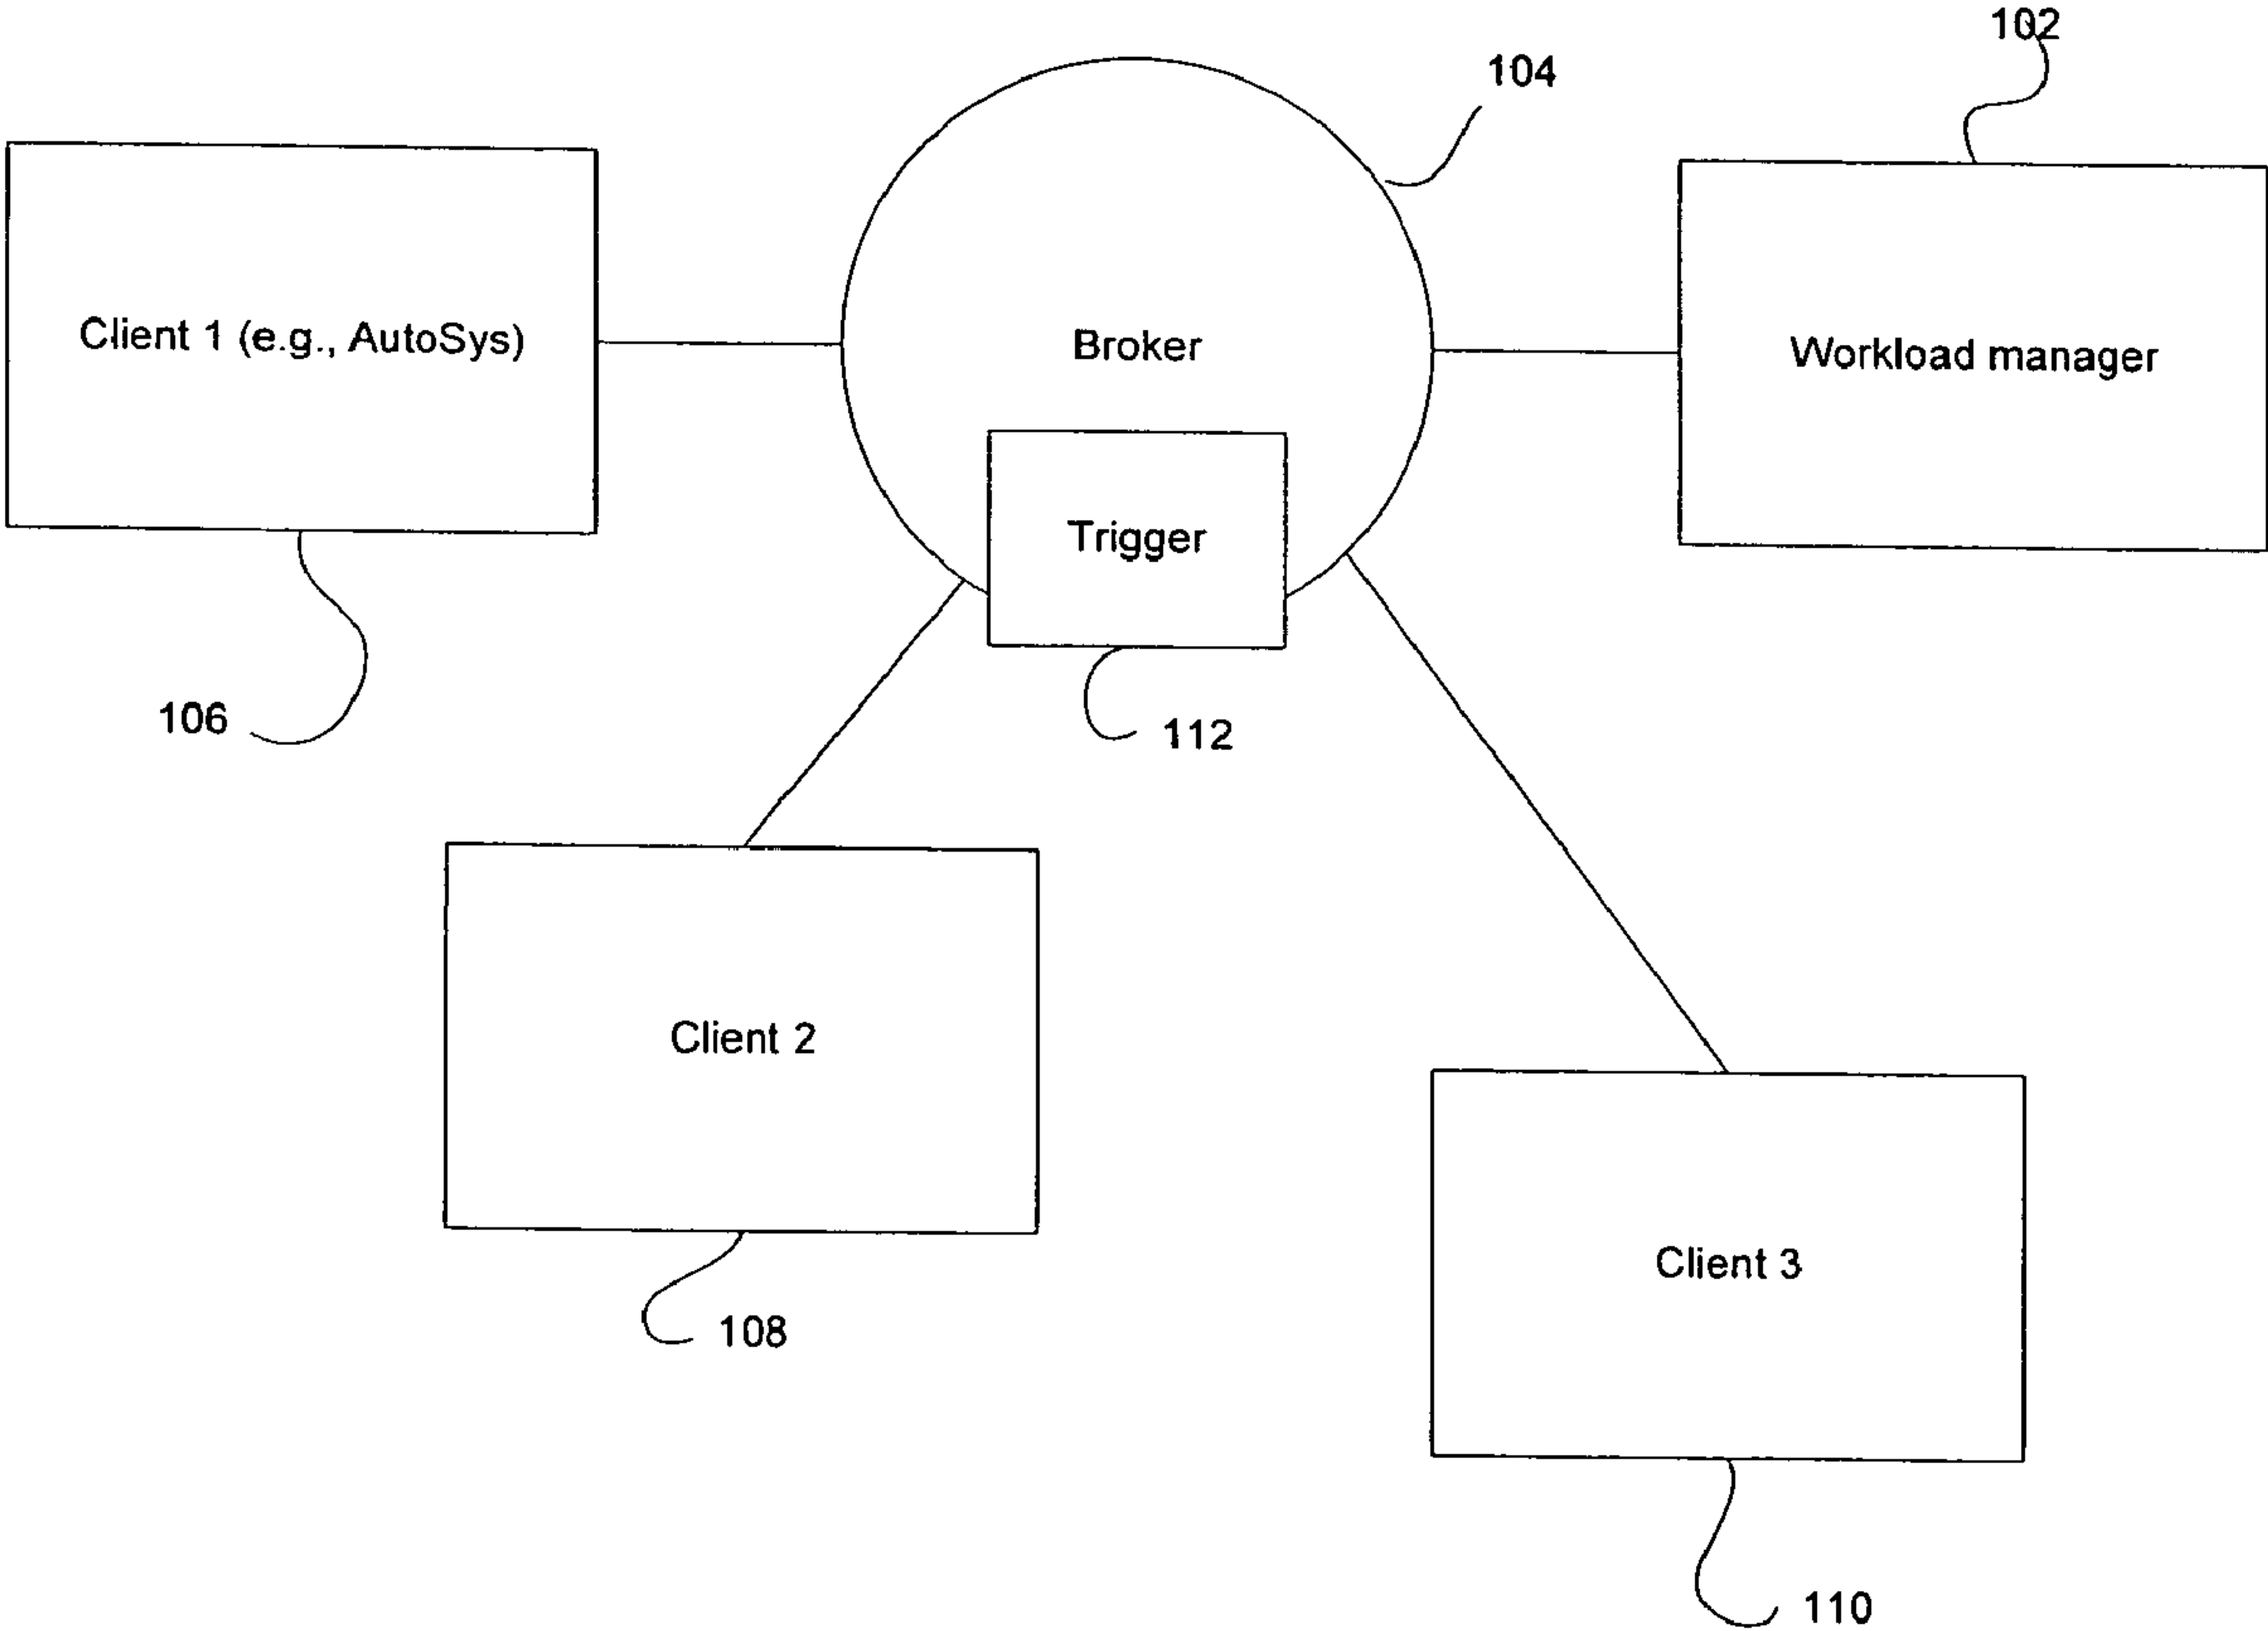 102
104
Client 1 (e.g., AutoSys)
Broker
Workload manager
Trigger
106
112
Client 2
Client 3
108
110